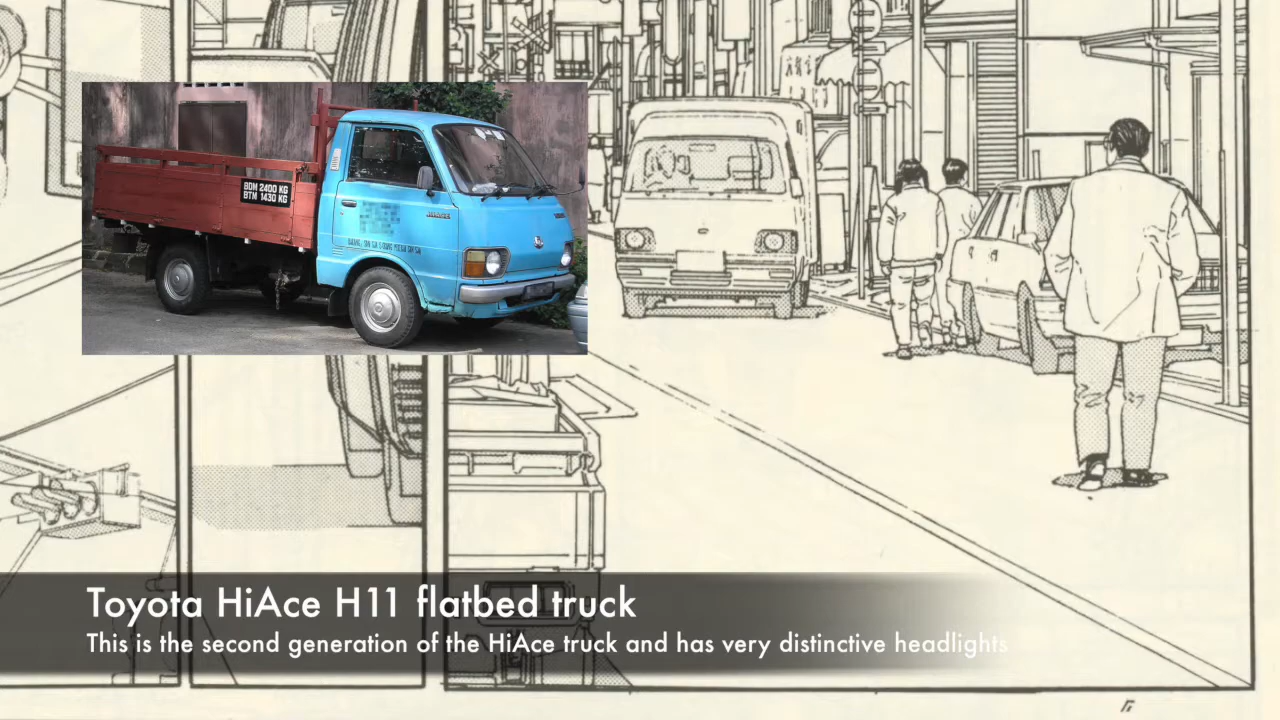 BDM 2400 KG
BTM 1430 KG
Toyota HiAce H11 flatbed truck
This is the second generation of the HiAce truck and has very distinctive headlights